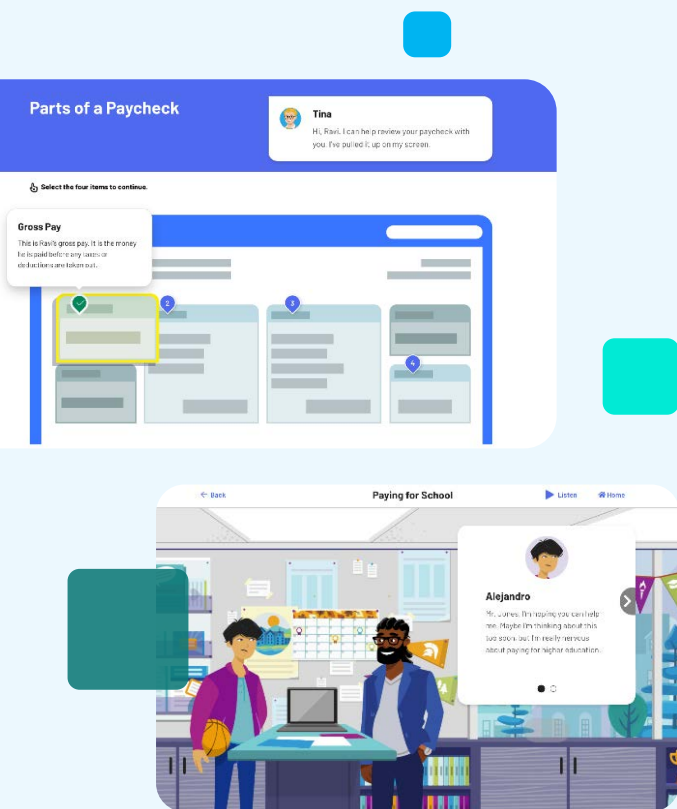 Parts of a Paycheck
Tina
Hi, Ravi. I can help review your paycheck with
you. I've pulled it up on my screen.
Select the four items to continue.
Gross Pay
This is Ravi's gross pay. It is the money
he is paid before any taxes or
deductions are taken out.
2
3
4
Back
Paying for School
Listen
Home
Alejandro
Mr. Jones, I'm hoping you can help
me. Maybe I'm thinking about this
too soon, but I'm really nervous
about paying for higher education.